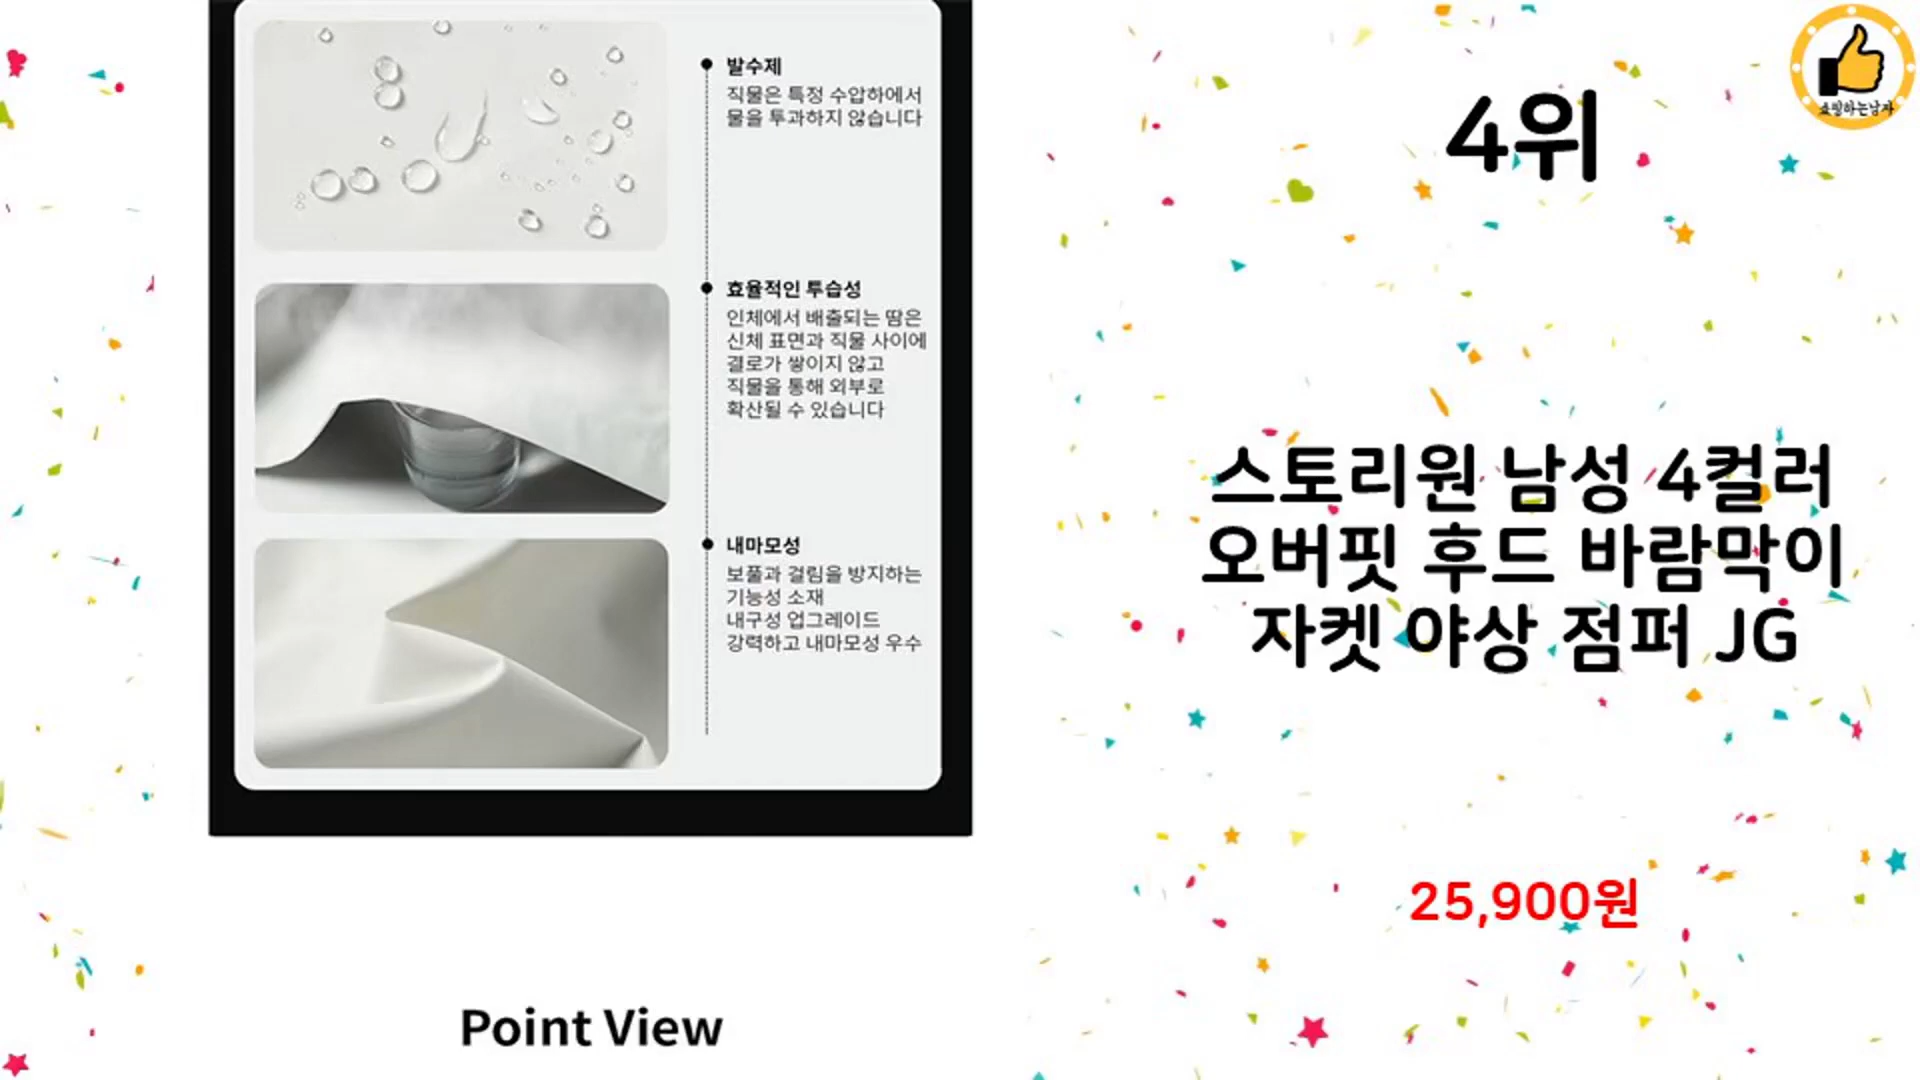 발수제
직물은 특정 수압하에서
물을 투과하지 않습니다
효율적인 투습성
인체에서 배출되는 땀은
신체 표면과 직물 사이에
결로가 쌓이지 않고
직물을 통해 외부로
확산될 수 있습니다
내마모성
보풀과 걸림을 방지하는
기능성 소재
내구성 업그레이드
강력하고 내마모성 우수
Point View
쇼핑하는남자
4위
스토리원 남성 4컬러
오버핏 후드 바람막이
자켓 야상 점퍼 JG
25,900원